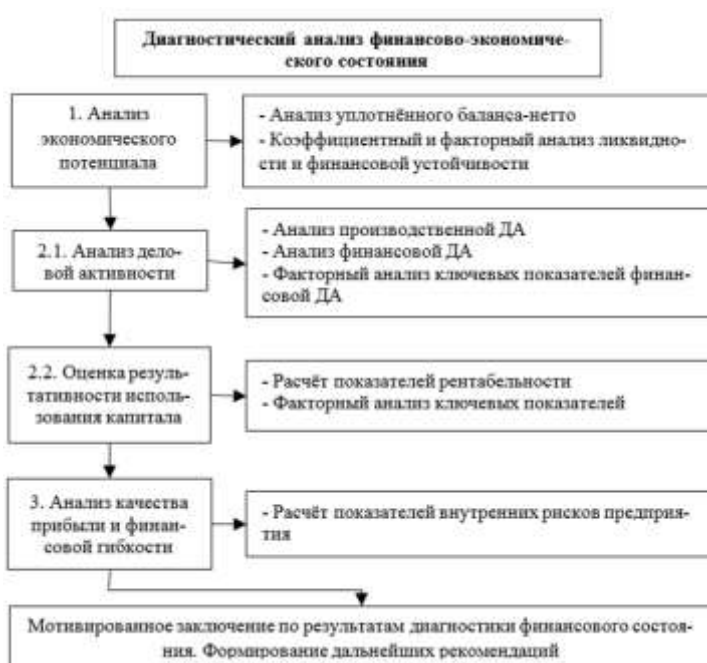 Диагностический анализ финансово-экономиче-
ского состояния
1. Анализ
экономического
потенциала
- Анализ уплотнённого баланса-нетто
- Коэффициентный и факторный анализ ликвидно-
сти и финансовой устойчивости
2.1. Анализ дело-
вой активности
- Анализ производственной ДА
- Анализ финансовой ДА
- Факторный анализ ключевых показателей финан-
совой ДА
2.2. Оценка резуль-
тативности исполь-
зования капитала
- Расчёт показателей рентабельности
- Факторный анализ ключевых показателей
3. Анализ качества
прибыли и финан-
совой гибкости
- Расчёт показателей внутренних рисков предприя-
тия
Мотивированное заключение по результатам диагностики финансового состоя-
ния. Формирование дальнейших рекомендаций